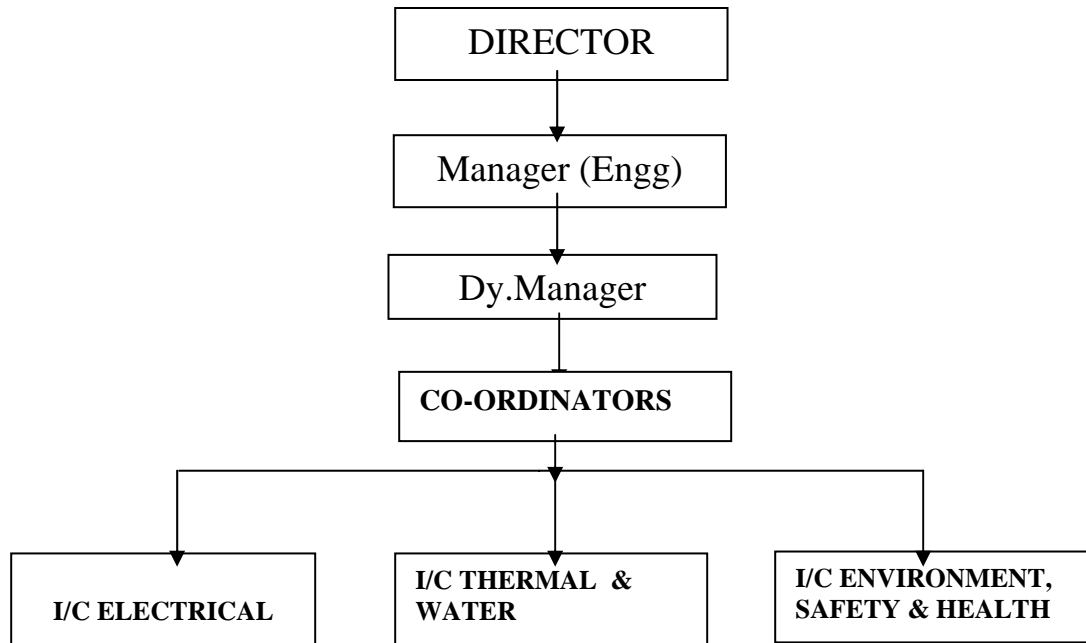 DIRECTOR
Manager (Engg)
Dy.Manager
CO-ORDINATORS
I/C ELECTRICAL
I/C THERMAL &
WATER
I/C ENVIRONMENT,
SAFETY & HEALTH